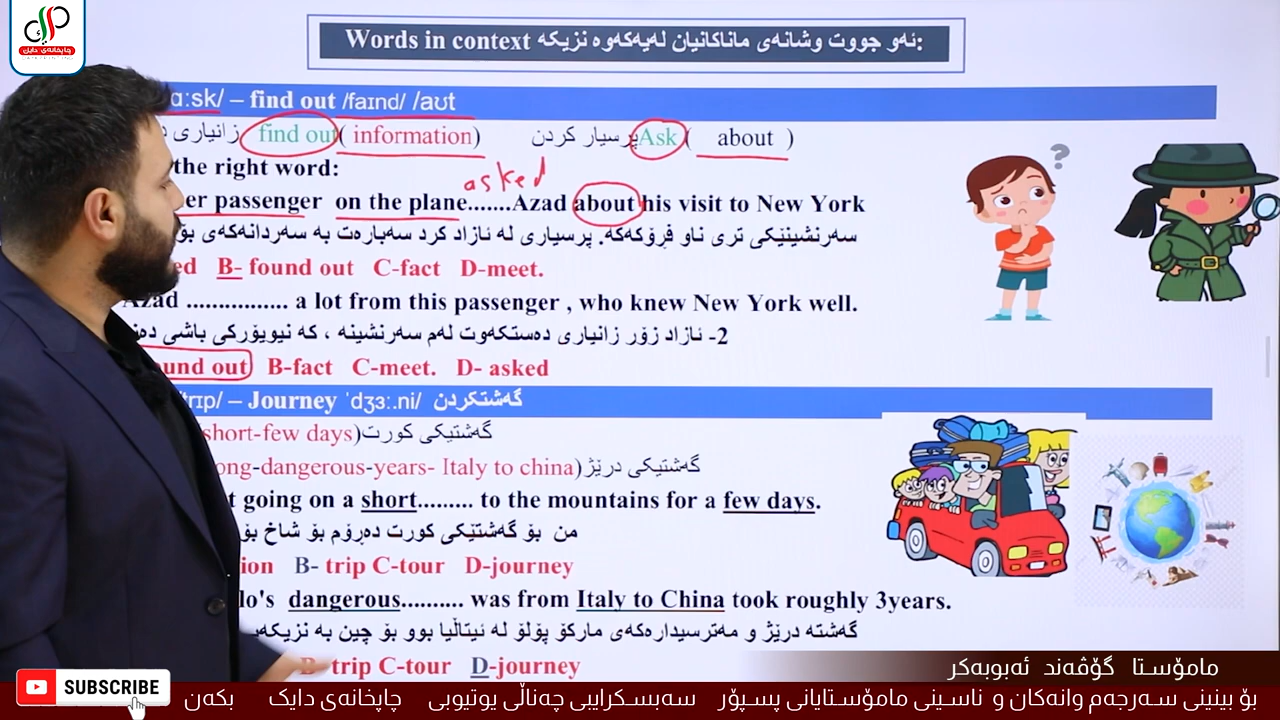 چاپخانەی دایک
Words in context ئەو جووت وشانەی ماناکانیان لەیەکەوە نزیکە:
ɑːsk/ – find out /faɪnd/ /aʊt
زانیاری find out( information) پرسیار کردن Ask ( about )
the right word:
asked
er passenger on the plane.......Azad about his visit to New York
سەرنشینێکی تری ناو فڕۆکەکە. پرسیاری لە ئازاد کرد سەبارەت بە سەردانەکەی بۆ
ed B- found out C-fact D-meet.
Azad ................ a lot from this passenger , who knew New York well.
2- ئازاد زۆر زانیاری دەستکەوت لەم سەرنشینە ، کە نیویۆرکی باشی
ound out B-fact C-meet. D- asked
/trɪp/ – Journey ˈdʒɜː.ni/ گەشتکردن
short-few days)گەشتیکی کورت
ong-dangerous-years- Italy to china)گەشتیکی درێژ
t going on a short......... to the mountains for a few days.
من بۆ گەشتێکی کورت دەڕۆم بۆ شاخ بۆ
ion B- trip C-tour D-journey
lo's dangerous.......... was from Italy to China took roughly 3years.
گەشتە درێژ و مەترسیدارەکەی مارکۆ پۆلۆ لە ئیتاڵیا بوو بۆ چین بە
B- trip C-tour D-journey
مامۆستا گۆڤەند ئەبوبەکر
SUBSCRIBE
بۆ بینینی سەرجەم وانەکان و ناسینی مامۆستایانی پسپۆر سەبسکرایبی چەناڵی یوتیوبی چاپخانەی دایک بکەن